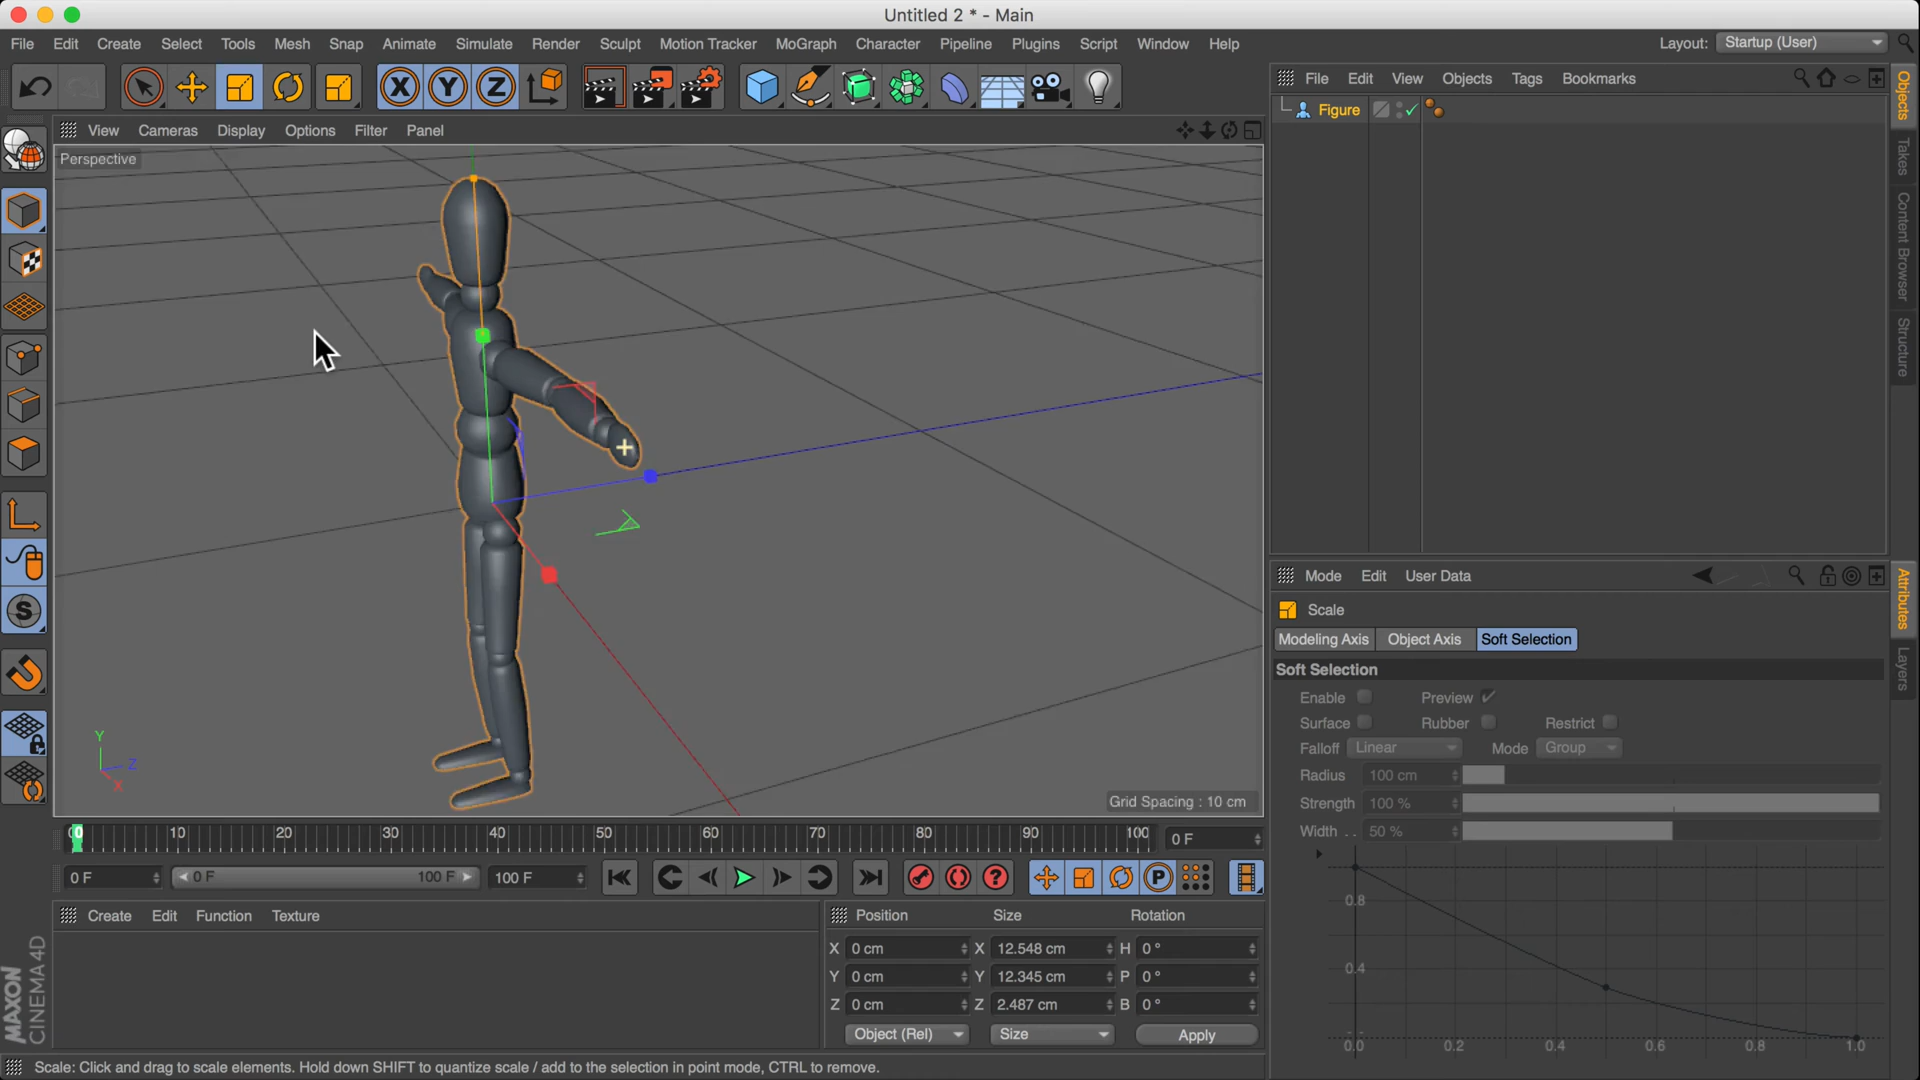 Untitled 2 * - Main
File Edit Create Select Tools Mesh Snap Animate Simulate Render Sculpt Motion Tracker MoGraph Character Pipeline Plugins Script Window Help Layout: Startup (User)
X Y Z
File Edit View Objects Tags Bookmarks
Figure
View Cameras Display Options Filter Panel
Perspective
Objects
Takes
Content Browser
Structure
S
Y
Z
X
Grid Spacing : 10 cm
Mode Edit User Data
Scale
Modeling Axis Object Axis Soft Selection
Soft Selection
Enable Preview
Surface Rubber Restrict
Falloff Linear Mode Group
Radius 100 cm
Strength 100 %
Width . . 50 %
0.8
0.4
0.0 0.2 0.4 0.6 0.8 1.0
Attributes
Layers
0 10 20 30 40 50 60 70 80 90 100 0 F
0 F 0 F 100 F 100 F ? P
Create Edit Function Texture
Position Size Rotation
X 0 cm X 12.548 cm H 0 °
Y 0 cm Y 12.345 cm P 0 °
Z 0 cm Z 2.487 cm B 0 °
Object (Rel) Size Apply
MAXON
CINEMA 4D
Scale: Click and drag to scale elements. Hold down SHIFT to quantize scale / add to the selection in point mode, CTRL to remove.